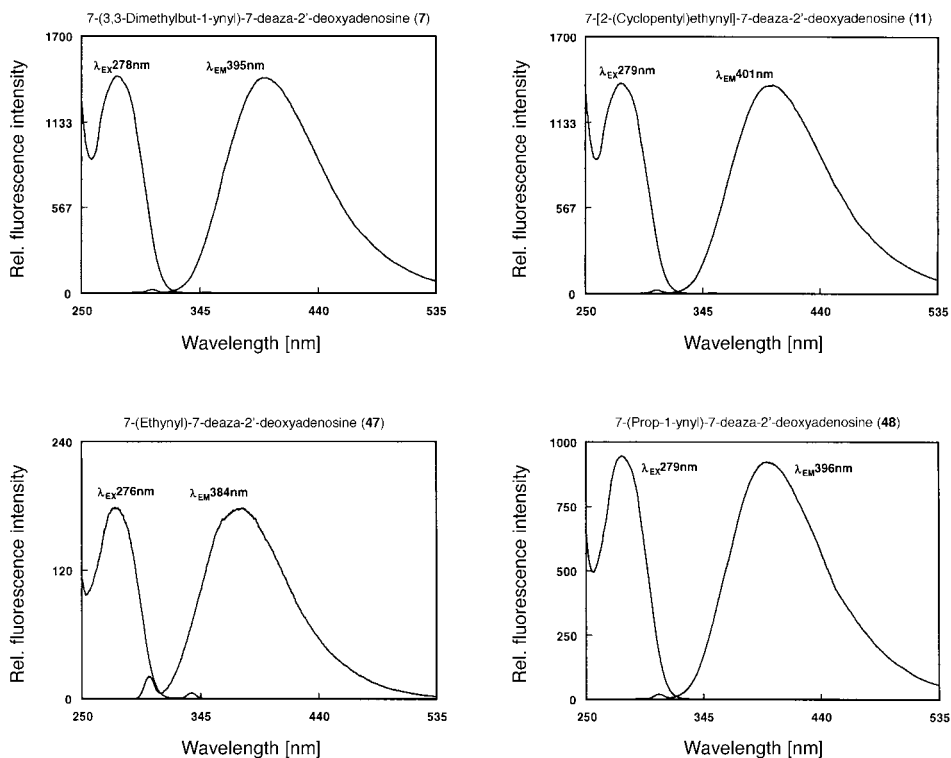 7-(3,3-Dimethylbut-1-ynyl)-7-deaza-2'-deoxyadenosine (7)
1700
1133
567
0
Rel. fluorescence intensity
λEX278nm
λEM395nm
250
345
440
535
Wavelength [nm]
7-[2-(Cyclopentyl)ethynyl]-7-deaza-2'-deoxyadenosine (11)
1700
1133
567
0
Rel. fluorescence intensity
λEX279nm
λEM401nm
250
345
440
535
Wavelength [nm]
7-(Ethynyl)-7-deaza-2'-deoxyadenosine (47)
240
120
0
Rel. fluorescence intensity
λEX276nm
λEM384nm
250
345
440
535
Wavelength [nm]
7-(Prop-1-ynyl)-7-deaza-2'-deoxyadenosine (48)
1000
750
500
250
0
Rel. fluorescence intensity
λEX279nm
λEM396nm
250
345
440
535
Wavelength [nm]